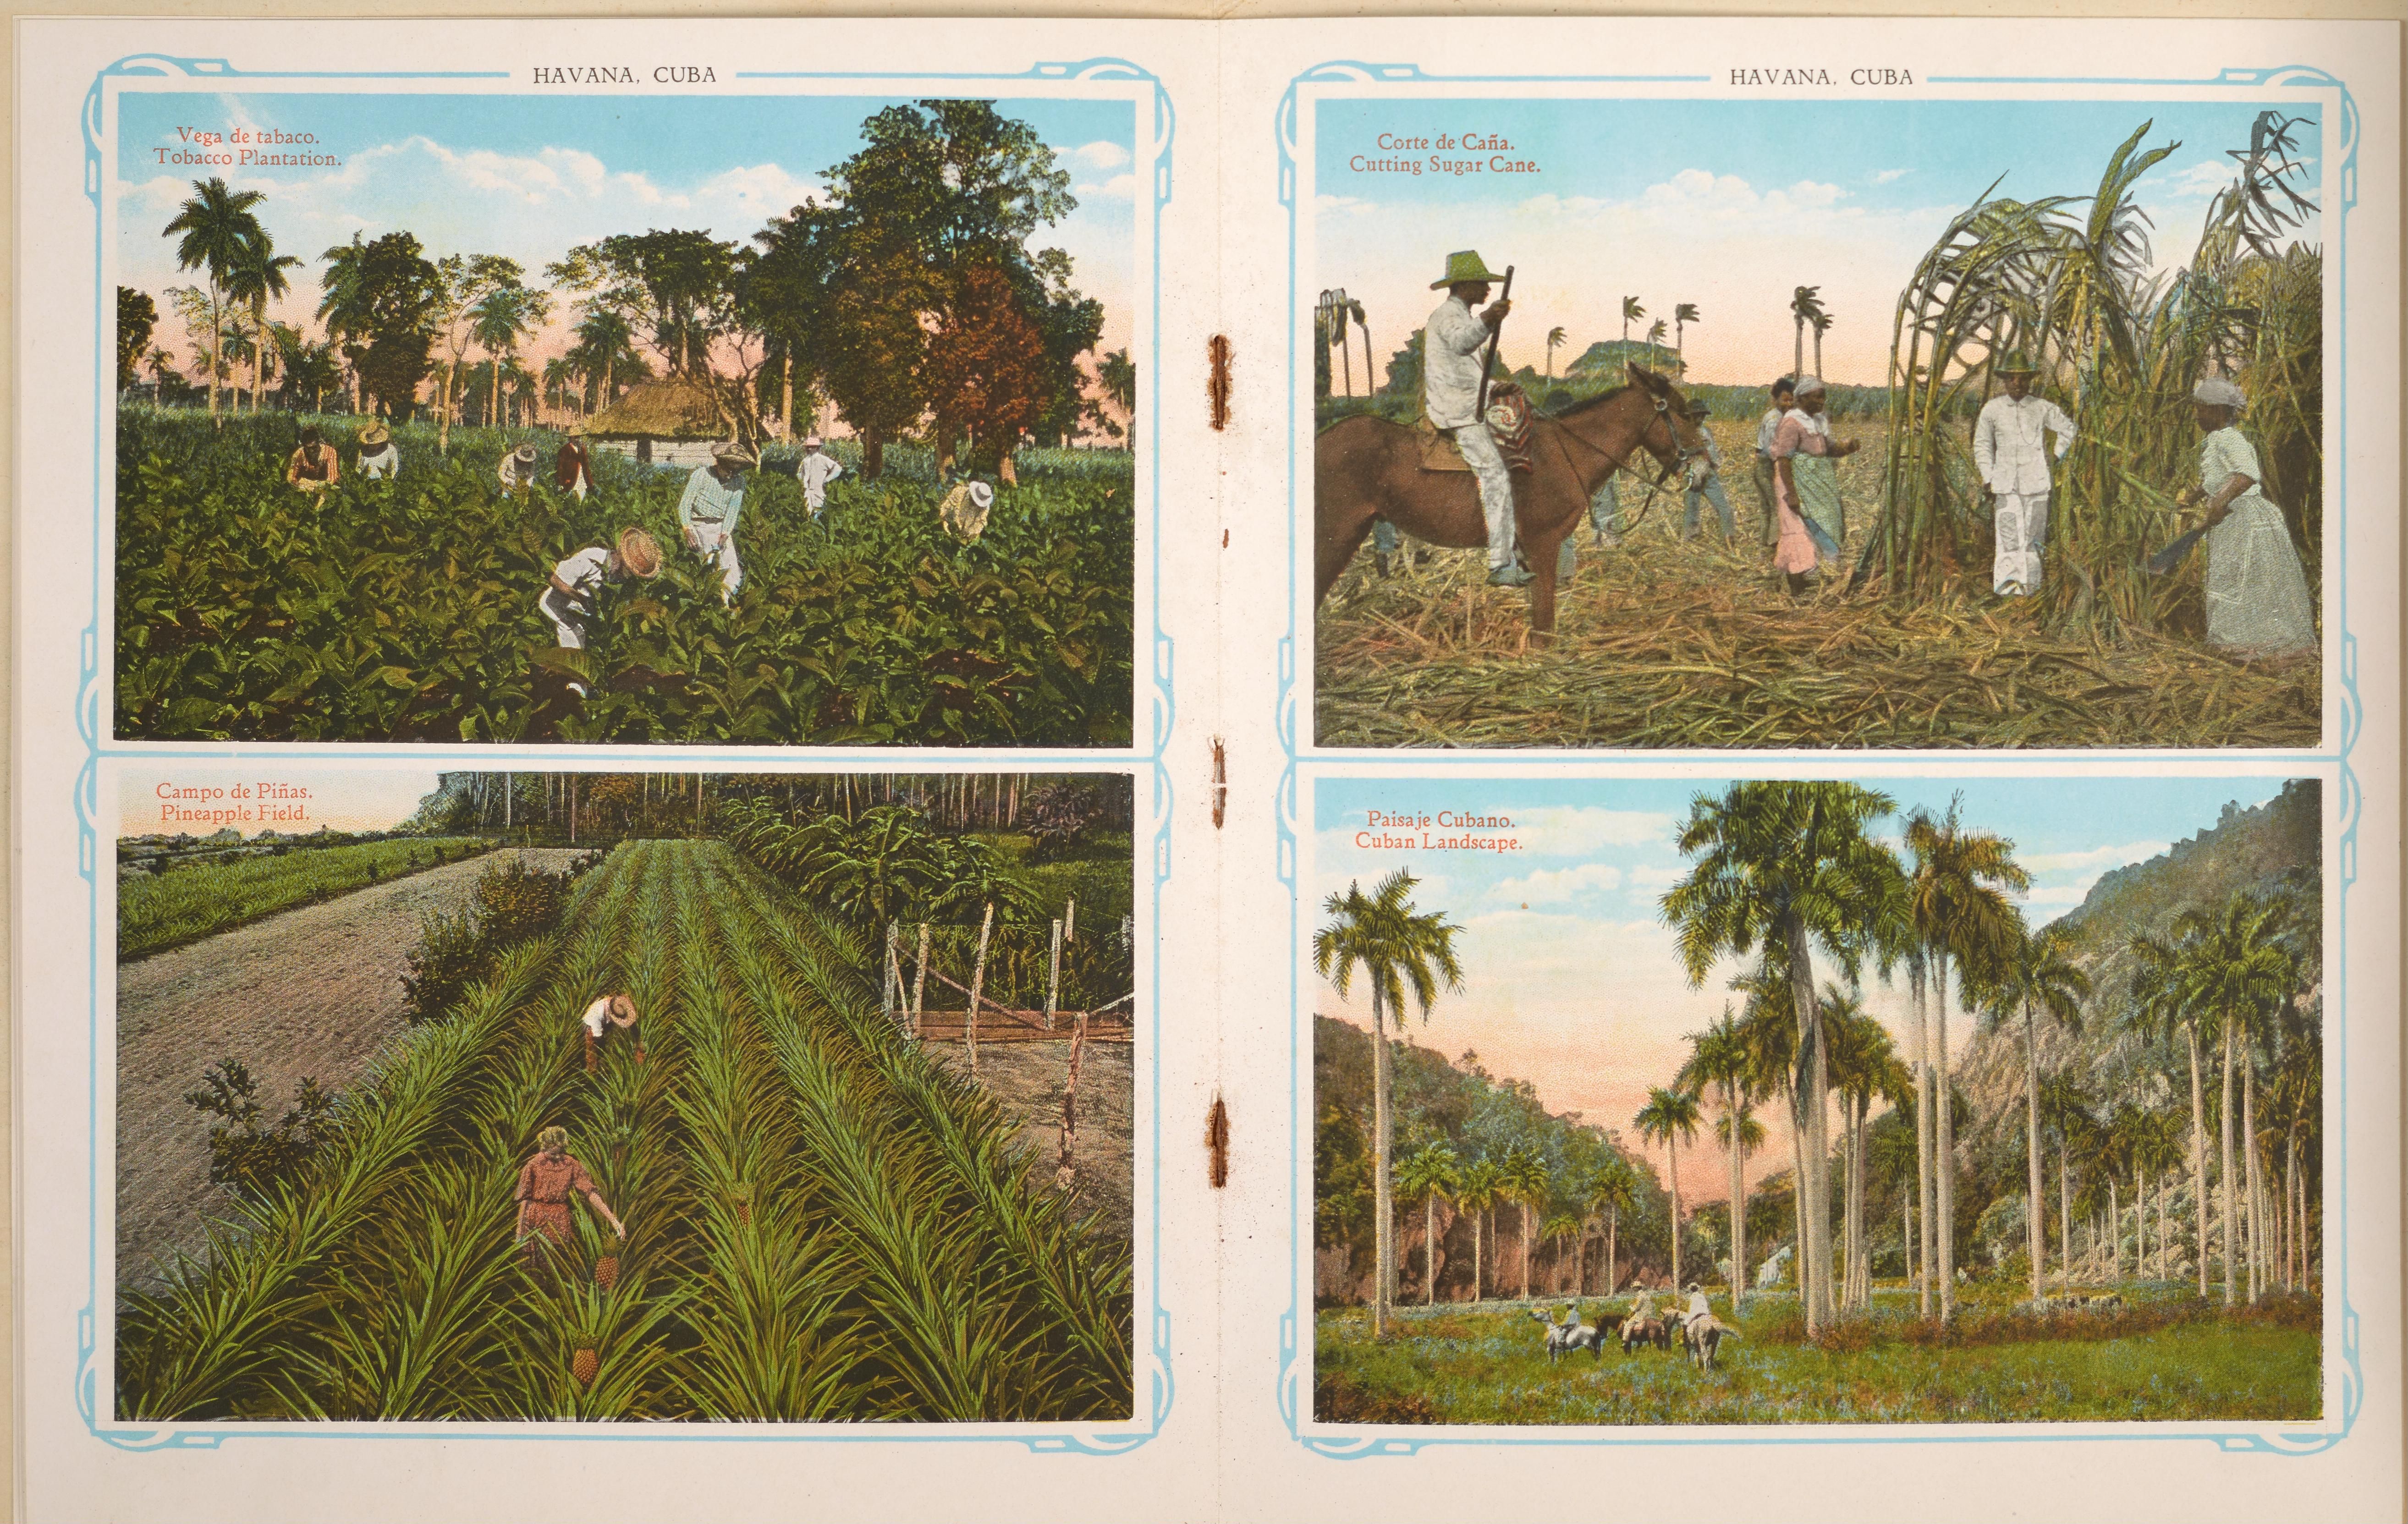 HAVANA, CUBA
Vega de tabaco.
Tobacco Plantation.
Campo de Piñas.
Pineapple Field.
HAVANA, CUBA
Corte de Caña.
Cutting Sugar Cane.
Paisaje Cubano.
Cuban Landscape.